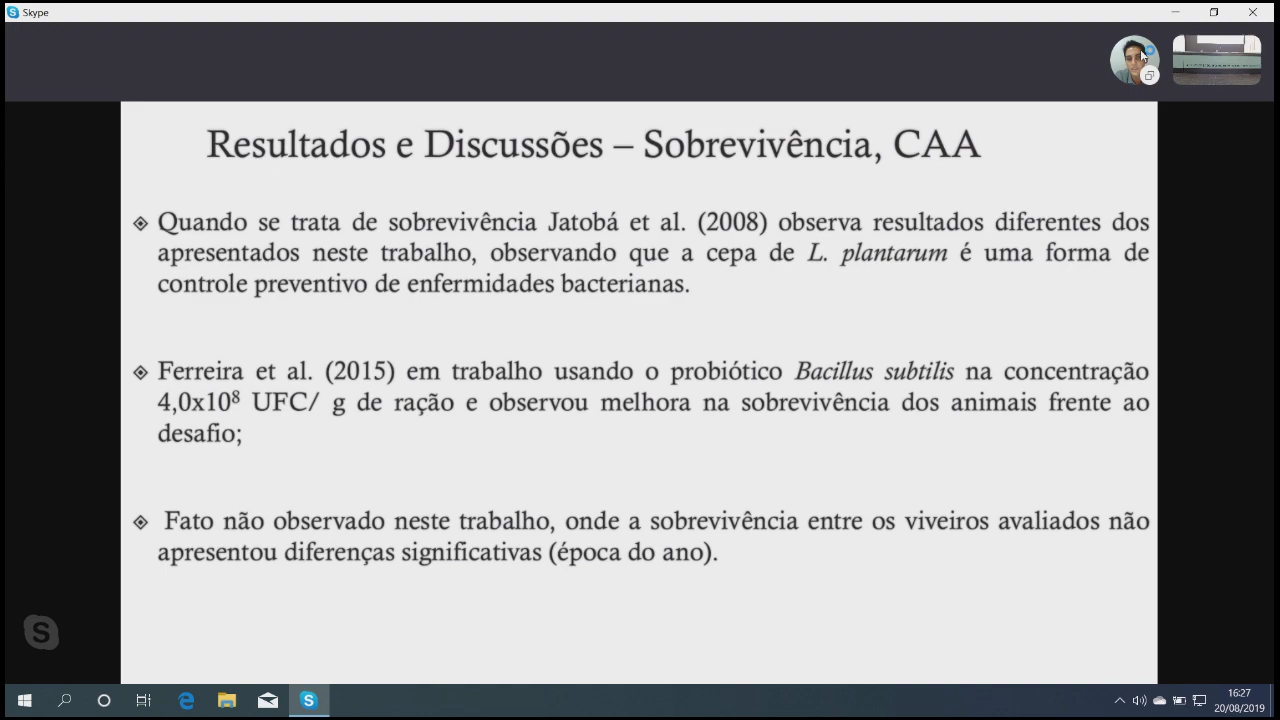 Skype
Resultados e Discussões – Sobrevivência, CAA
Quando se trata de sobrevivência Jatobá et al. (2008) observa resultados diferentes dos
apresentados neste trabalho, observando que a cepa de L. plantarum é uma forma de
controle preventivo de enfermidades bacterianas.
Ferreira et al. (2015) em trabalho usando o probiótico Bacillus subtilis na concentração
4,0x10⁸ UFC/ g de ração e observou melhora na sobrevivência dos animais frente ao
desafio;
Fato não observado neste trabalho, onde a sobrevivência entre os viveiros avaliados não
apresentou diferenças significativas (época do ano).
16:27
20/08/2019